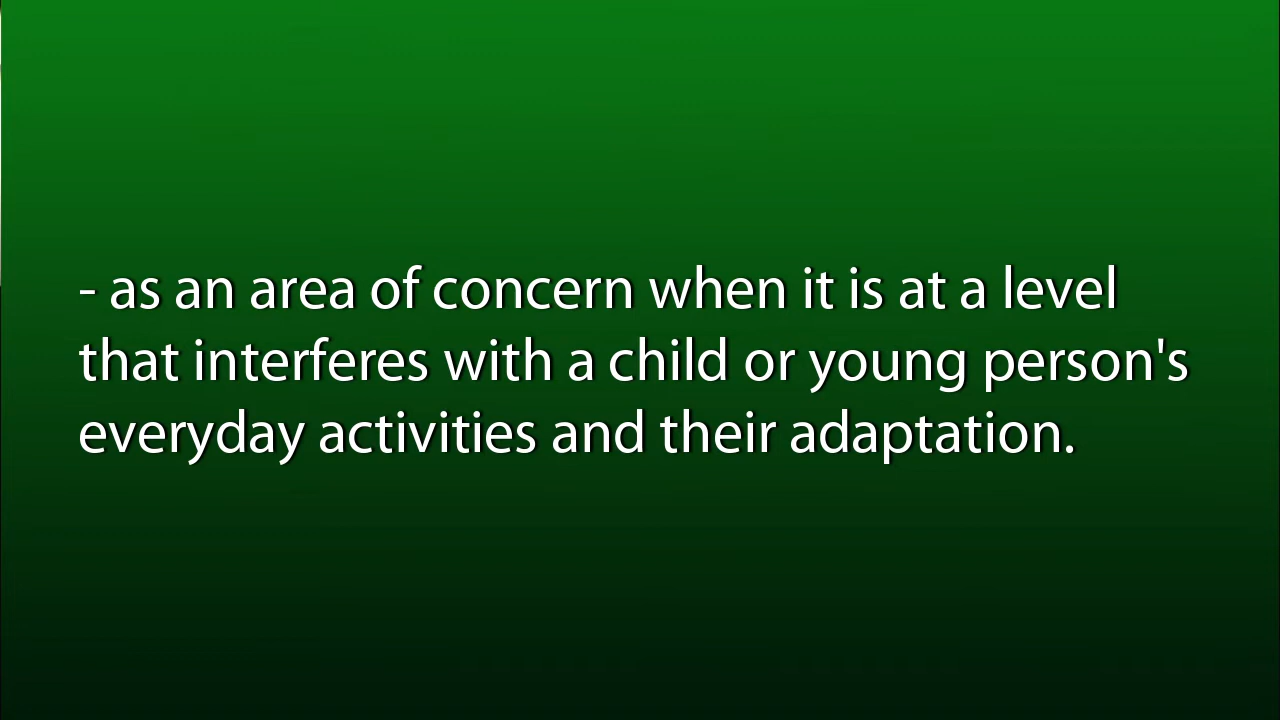 - as an area of concern when it is at a level
that interferes with a child or young person's
everyday activities and their adaptation.